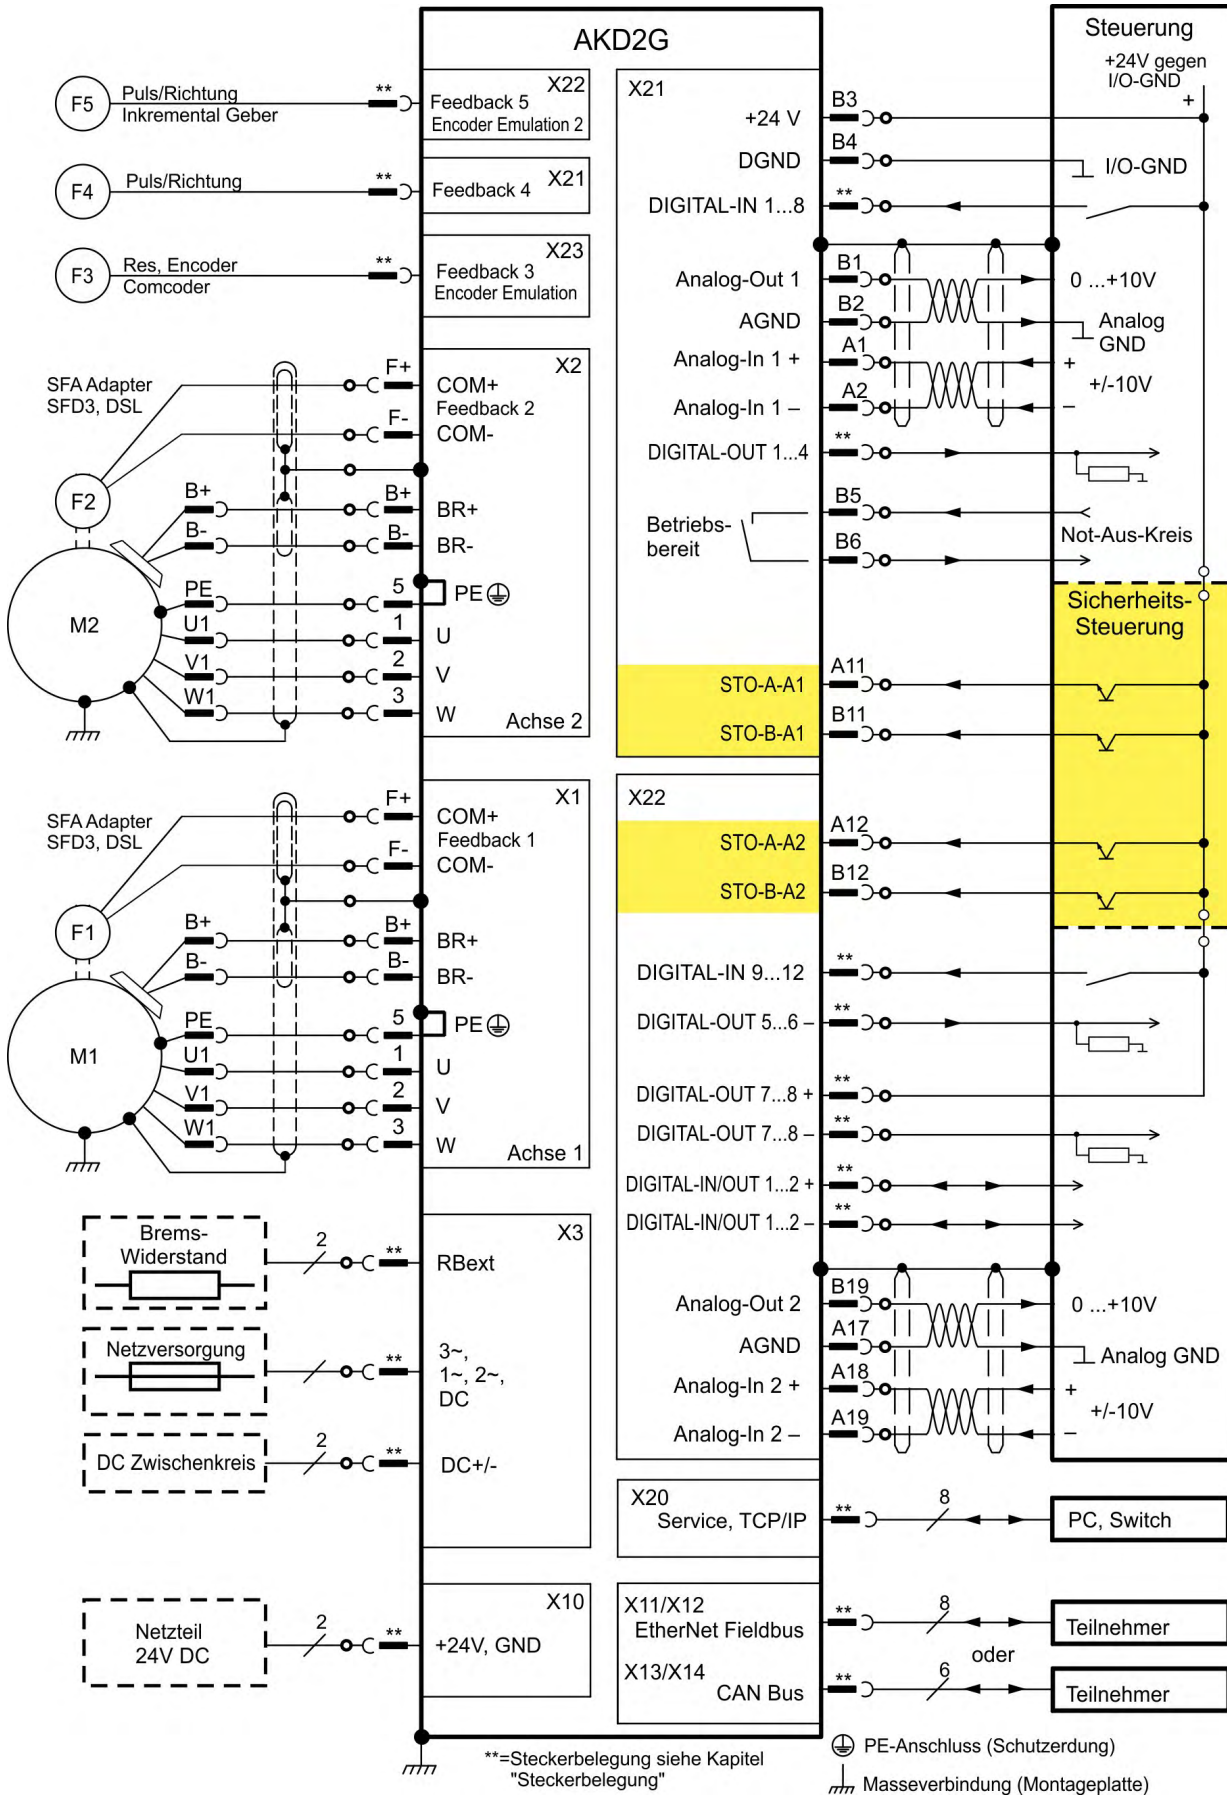 AKD2G
Steuerung
+24V gegen
I/O-GND
+
F5
Puls/Richtung
Inkremental Geber
**
X22
Feedback 5
Encoder Emulation 2
F4
Puls/Richtung
**
X21
Feedback 4
F3
Res, Encoder
Comcoder
**
X23
Feedback 3
Encoder Emulation
SFA Adapter
SFD3, DSL
F2
M2
F+
F-
X2
COM+
Feedback 2
COM-
B+
B+
BR+
B-
B-
BR-
PE
5
PE
U1
1
U
V1
2
V
W1
3
W
Achse 2
SFA Adapter
SFD3, DSL
F1
M1
F+
F-
X1
COM+
Feedback 1
COM-
B+
B+
BR+
B-
B-
BR-
PE
5
PE
U1
1
U
V1
2
V
W1
3
W
Achse 1
Brems-
Widerstand
2
**
X3
RBext
Netzversorgung
**
3~,
1~, 2~,
DC
DC Zwischenkreis
2
**
DC+/-
Netzteil
24V DC
2
**
X10
+24V, GND
X21
+24 V
B3
DGND
B4
I/O-GND
DIGITAL-IN 1...8
**
Analog-Out 1
B1
0 ...+10V
AGND
B2
Analog
GND
Analog-In 1 +
A1
+
+/-10V
Analog-In 1 –
A2
–
DIGITAL-OUT 1...4
**
Betriebs-
bereit
B5
B6
Not-Aus-Kreis
Sicherheits-
Steuerung
STO-A-A1
A11
STO-B-A1
B11
X22
STO-A-A2
A12
STO-B-A2
B12
DIGITAL-IN 9...12
**
DIGITAL-OUT 5...6 –
**
DIGITAL-OUT 7...8 +
**
DIGITAL-OUT 7...8 –
**
DIGITAL-IN/OUT 1...2 +
**
DIGITAL-IN/OUT 1...2 –
**
Analog-Out 2
B19
0 ...+10V
AGND
A17
Analog GND
Analog-In 2 +
A18
+
+/-10V
Analog-In 2 –
A19
–
X20
Service, TCP/IP
**
8
PC, Switch
X11/X12
EtherNet Fieldbus
**
8
Teilnehmer
oder
X13/X14
CAN Bus
**
6
Teilnehmer
**=Steckerbelegung siehe Kapitel
"Steckerbelegung"
PE-Anschluss (Schutzerdung)
Masseverbindung (Montageplatte)